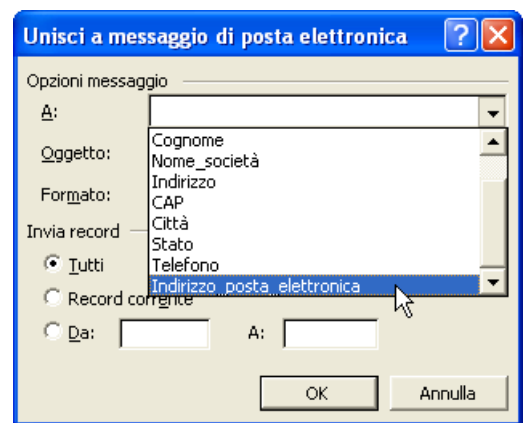 Unisci a messaggio di posta elettronica
Opzioni messaggio
A:
Cognome
Oggetto:
Nome_società
Indirizzo
Formato:
CAP
Città
Invia record
Stato
Tutti
Telefono
Indirizzo_posta_elettronica
Record corrente
Da:
A:
OK
Annulla